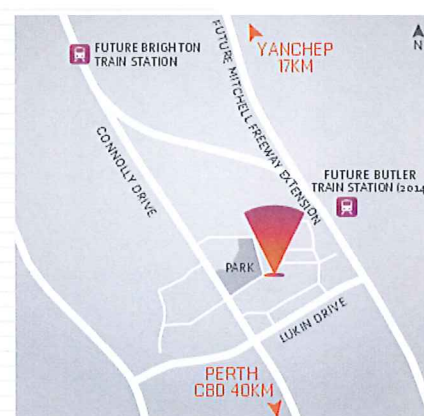 FUTURE BRIGHTON
TRAIN STATION
YANCHEP
17KM
N
FUTURE MITCHELL FREEWAY EXTENSION
CONNOLLY DRIVE
FUTURE BUTLER
TRAIN STATION (2014
PARK
LUKIN DRIVE
PERTH
CBD 40KM